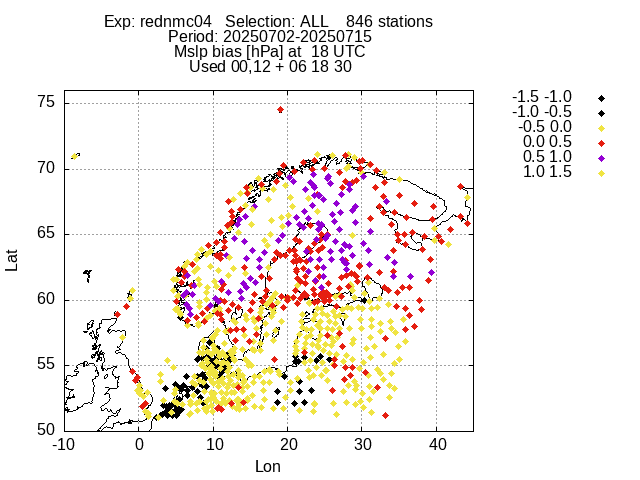 Exp: rednmc04 Selection: ALL 846 stations
Period: 20250702-20250715
Mslp bias [hPa] at 18 UTC
Used 00,12 + 06 18 30
-1.5 -1.0
-1.0 -0.5
-0.5 0.0
0.0 0.5
0.5 1.0
1.0 1.5
75
70
65
60
55
50
Lat
-10 0 10 20 30 40
Lon